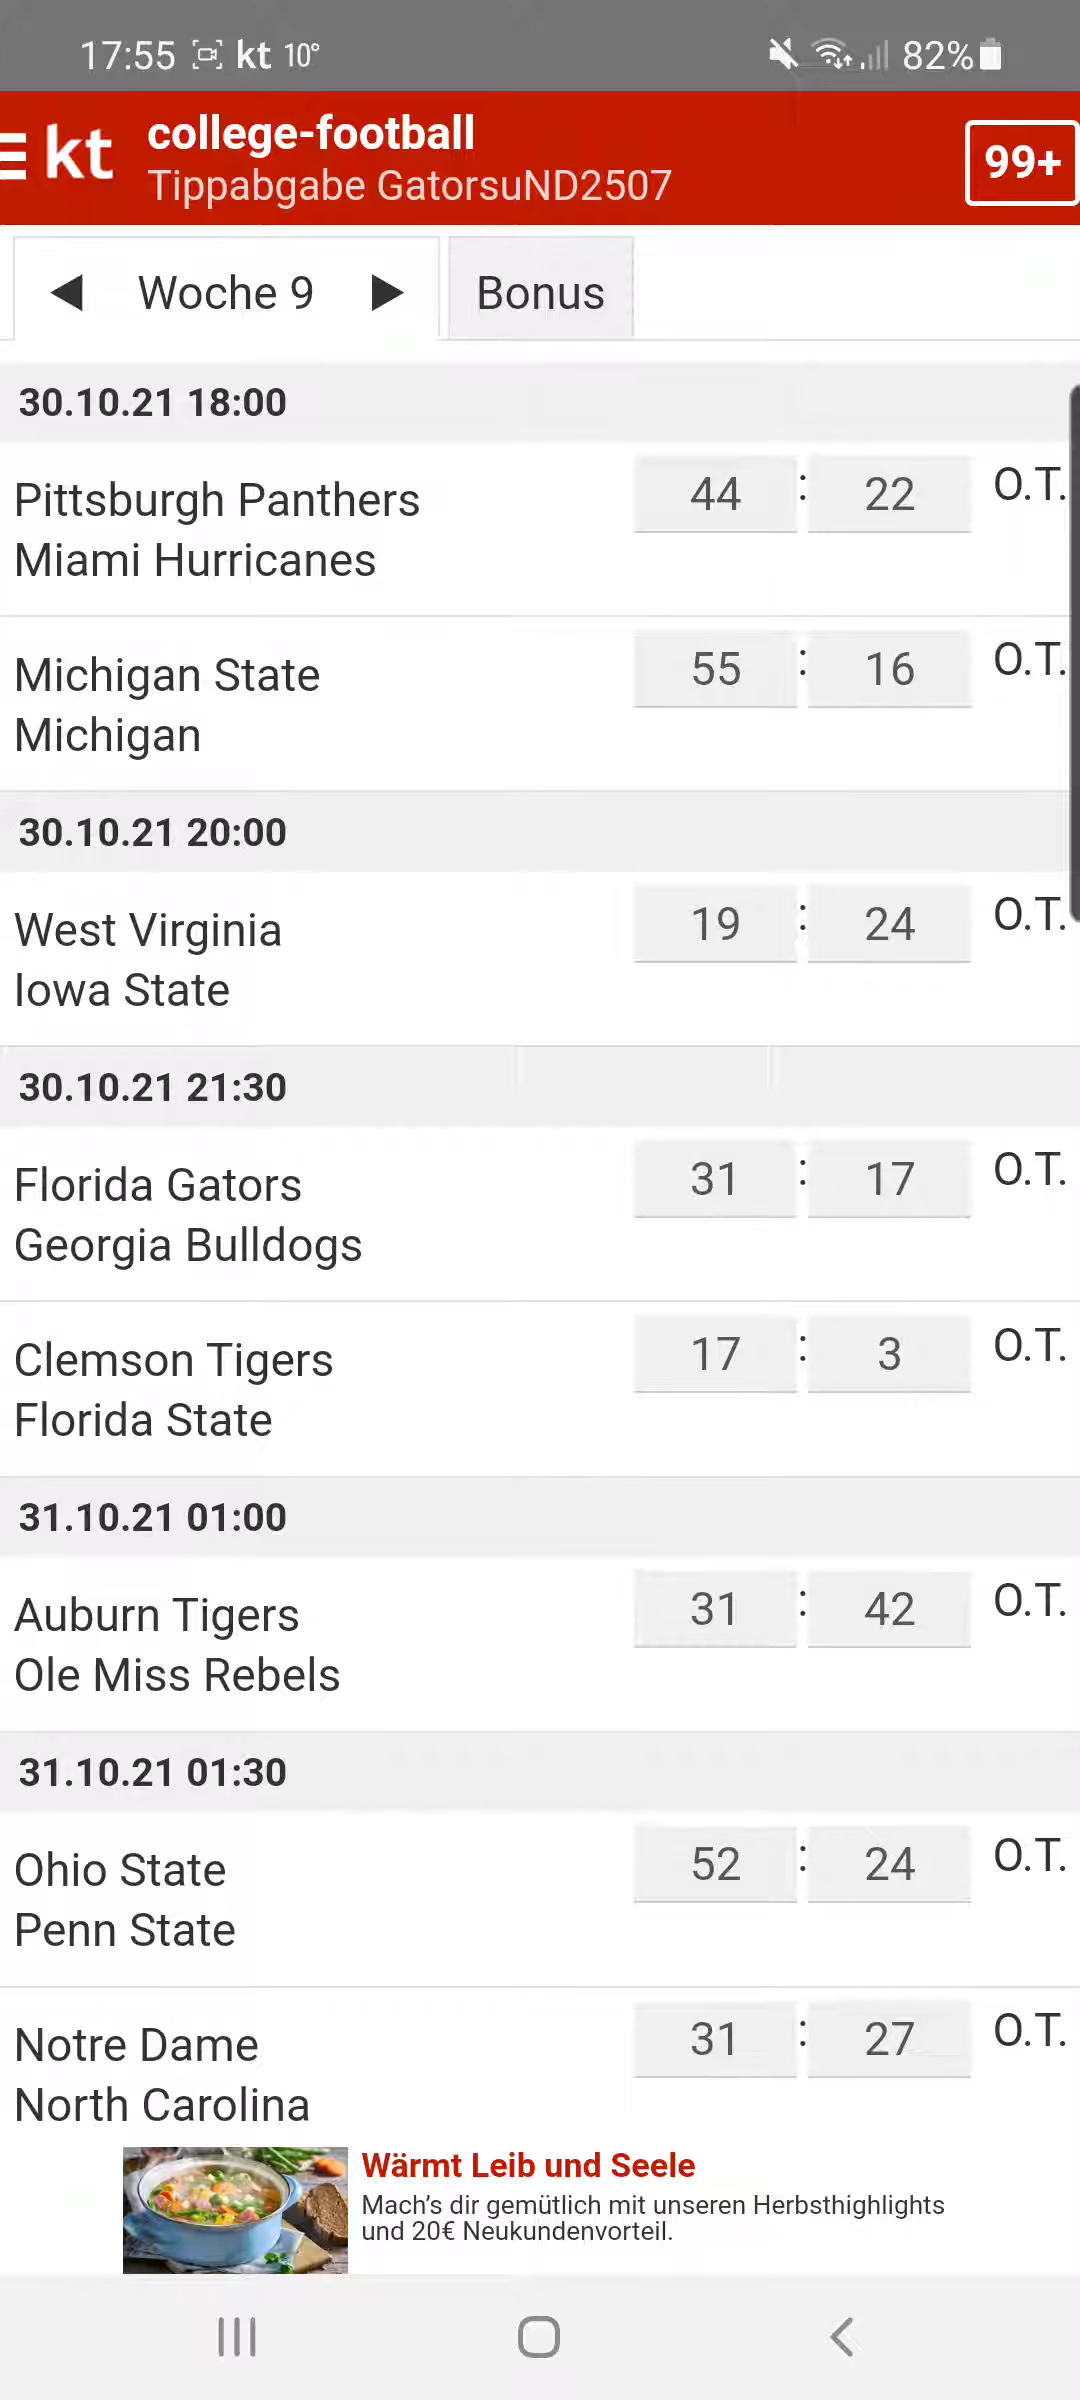 17:55 kt 10° 82%
kt college-football 99+
Tippabgabe GatorsuND2507
Woche 9 Bonus
30.10.21 18:00
Pittsburgh Panthers 44 : 22 O.T.
Miami Hurricanes
Michigan State 55 : 16 O.T.
Michigan
30.10.21 20:00
West Virginia 19 : 24 O.T.
Iowa State
30.10.21 21:30
Florida Gators 31 : 17 O.T.
Georgia Bulldogs
Clemson Tigers 17 : 3 O.T.
Florida State
31.10.21 01:00
Auburn Tigers 31 : 42 O.T.
Ole Miss Rebels
31.10.21 01:30
Ohio State 52 : 24 O.T.
Penn State
Notre Dame 31 : 27 O.T.
North Carolina
Wärmt Leib und Seele
Mach's dir gemütlich mit unseren Herbsthighlights
und 20€ Neukundenvorteil.